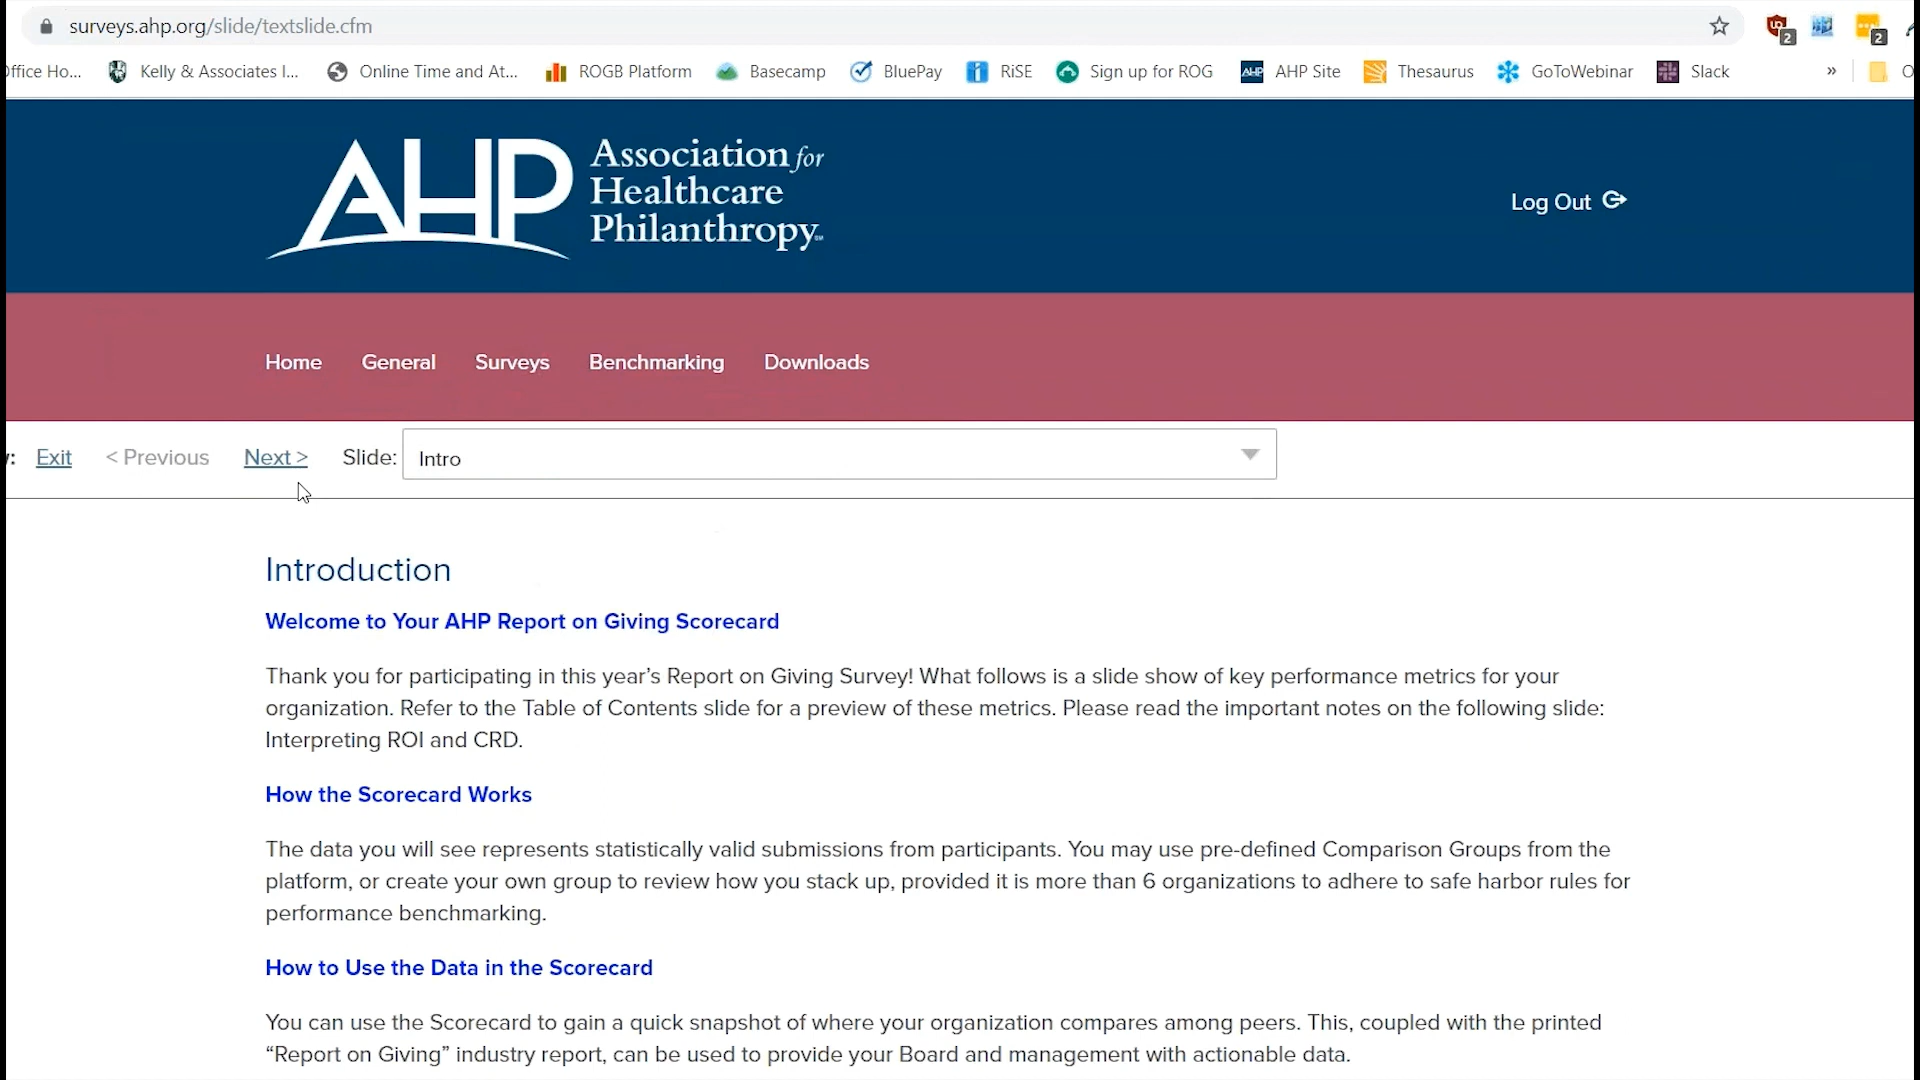 surveys.ahp.org/slide/textslide.cfm
2 2
Office Ho... Kelly & Associates I... Online Time and At... ROGB Platform Basecamp BluePay RiSE Sign up for ROG AHP AHP Site Thesaurus GoToWebinar Slack » O
AHP Association for
Healthcare
Philanthropy
Log Out
Home General Surveys Benchmarking Downloads
Exit < Previous Next > Slide: Intro
Introduction
Welcome to Your AHP Report on Giving Scorecard
Thank you for participating in this year’s Report on Giving Survey! What follows is a slide show of key performance metrics for your
organization. Refer to the Table of Contents slide for a preview of these metrics. Please read the important notes on the following slide:
Interpreting ROI and CRD.
How the Scorecard Works
The data you will see represents statistically valid submissions from participants. You may use pre-defined Comparison Groups from the
platform, or create your own group to review how you stack up, provided it is more than 6 organizations to adhere to safe harbor rules for
performance benchmarking.
How to Use the Data in the Scorecard
You can use the Scorecard to gain a quick snapshot of where your organization compares among peers. This, coupled with the printed
“Report on Giving” industry report, can be used to provide your Board and management with actionable data.